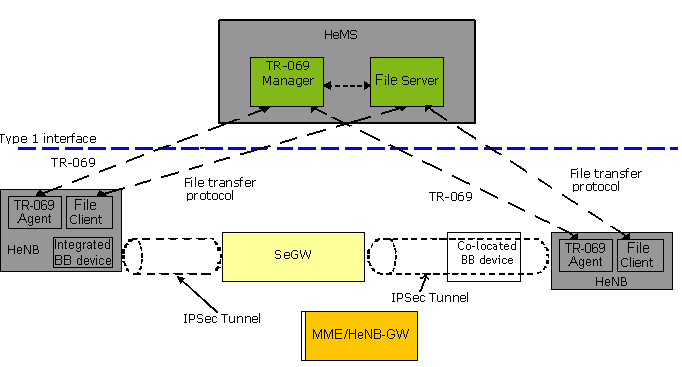 HeMS
TR-069
Manager
File Server
Type 1 interface
TR-069
File transfer
protocol
File transfer
protocol
TR-069
TR-069
Agent
File
Client
HeNB
Integrated
BB device
SeGW
Co-located
BB device
TR-069
Agent
File
Client
HeNB
IPSec Tunnel
IPSec Tunnel
MME/HeNB-GW